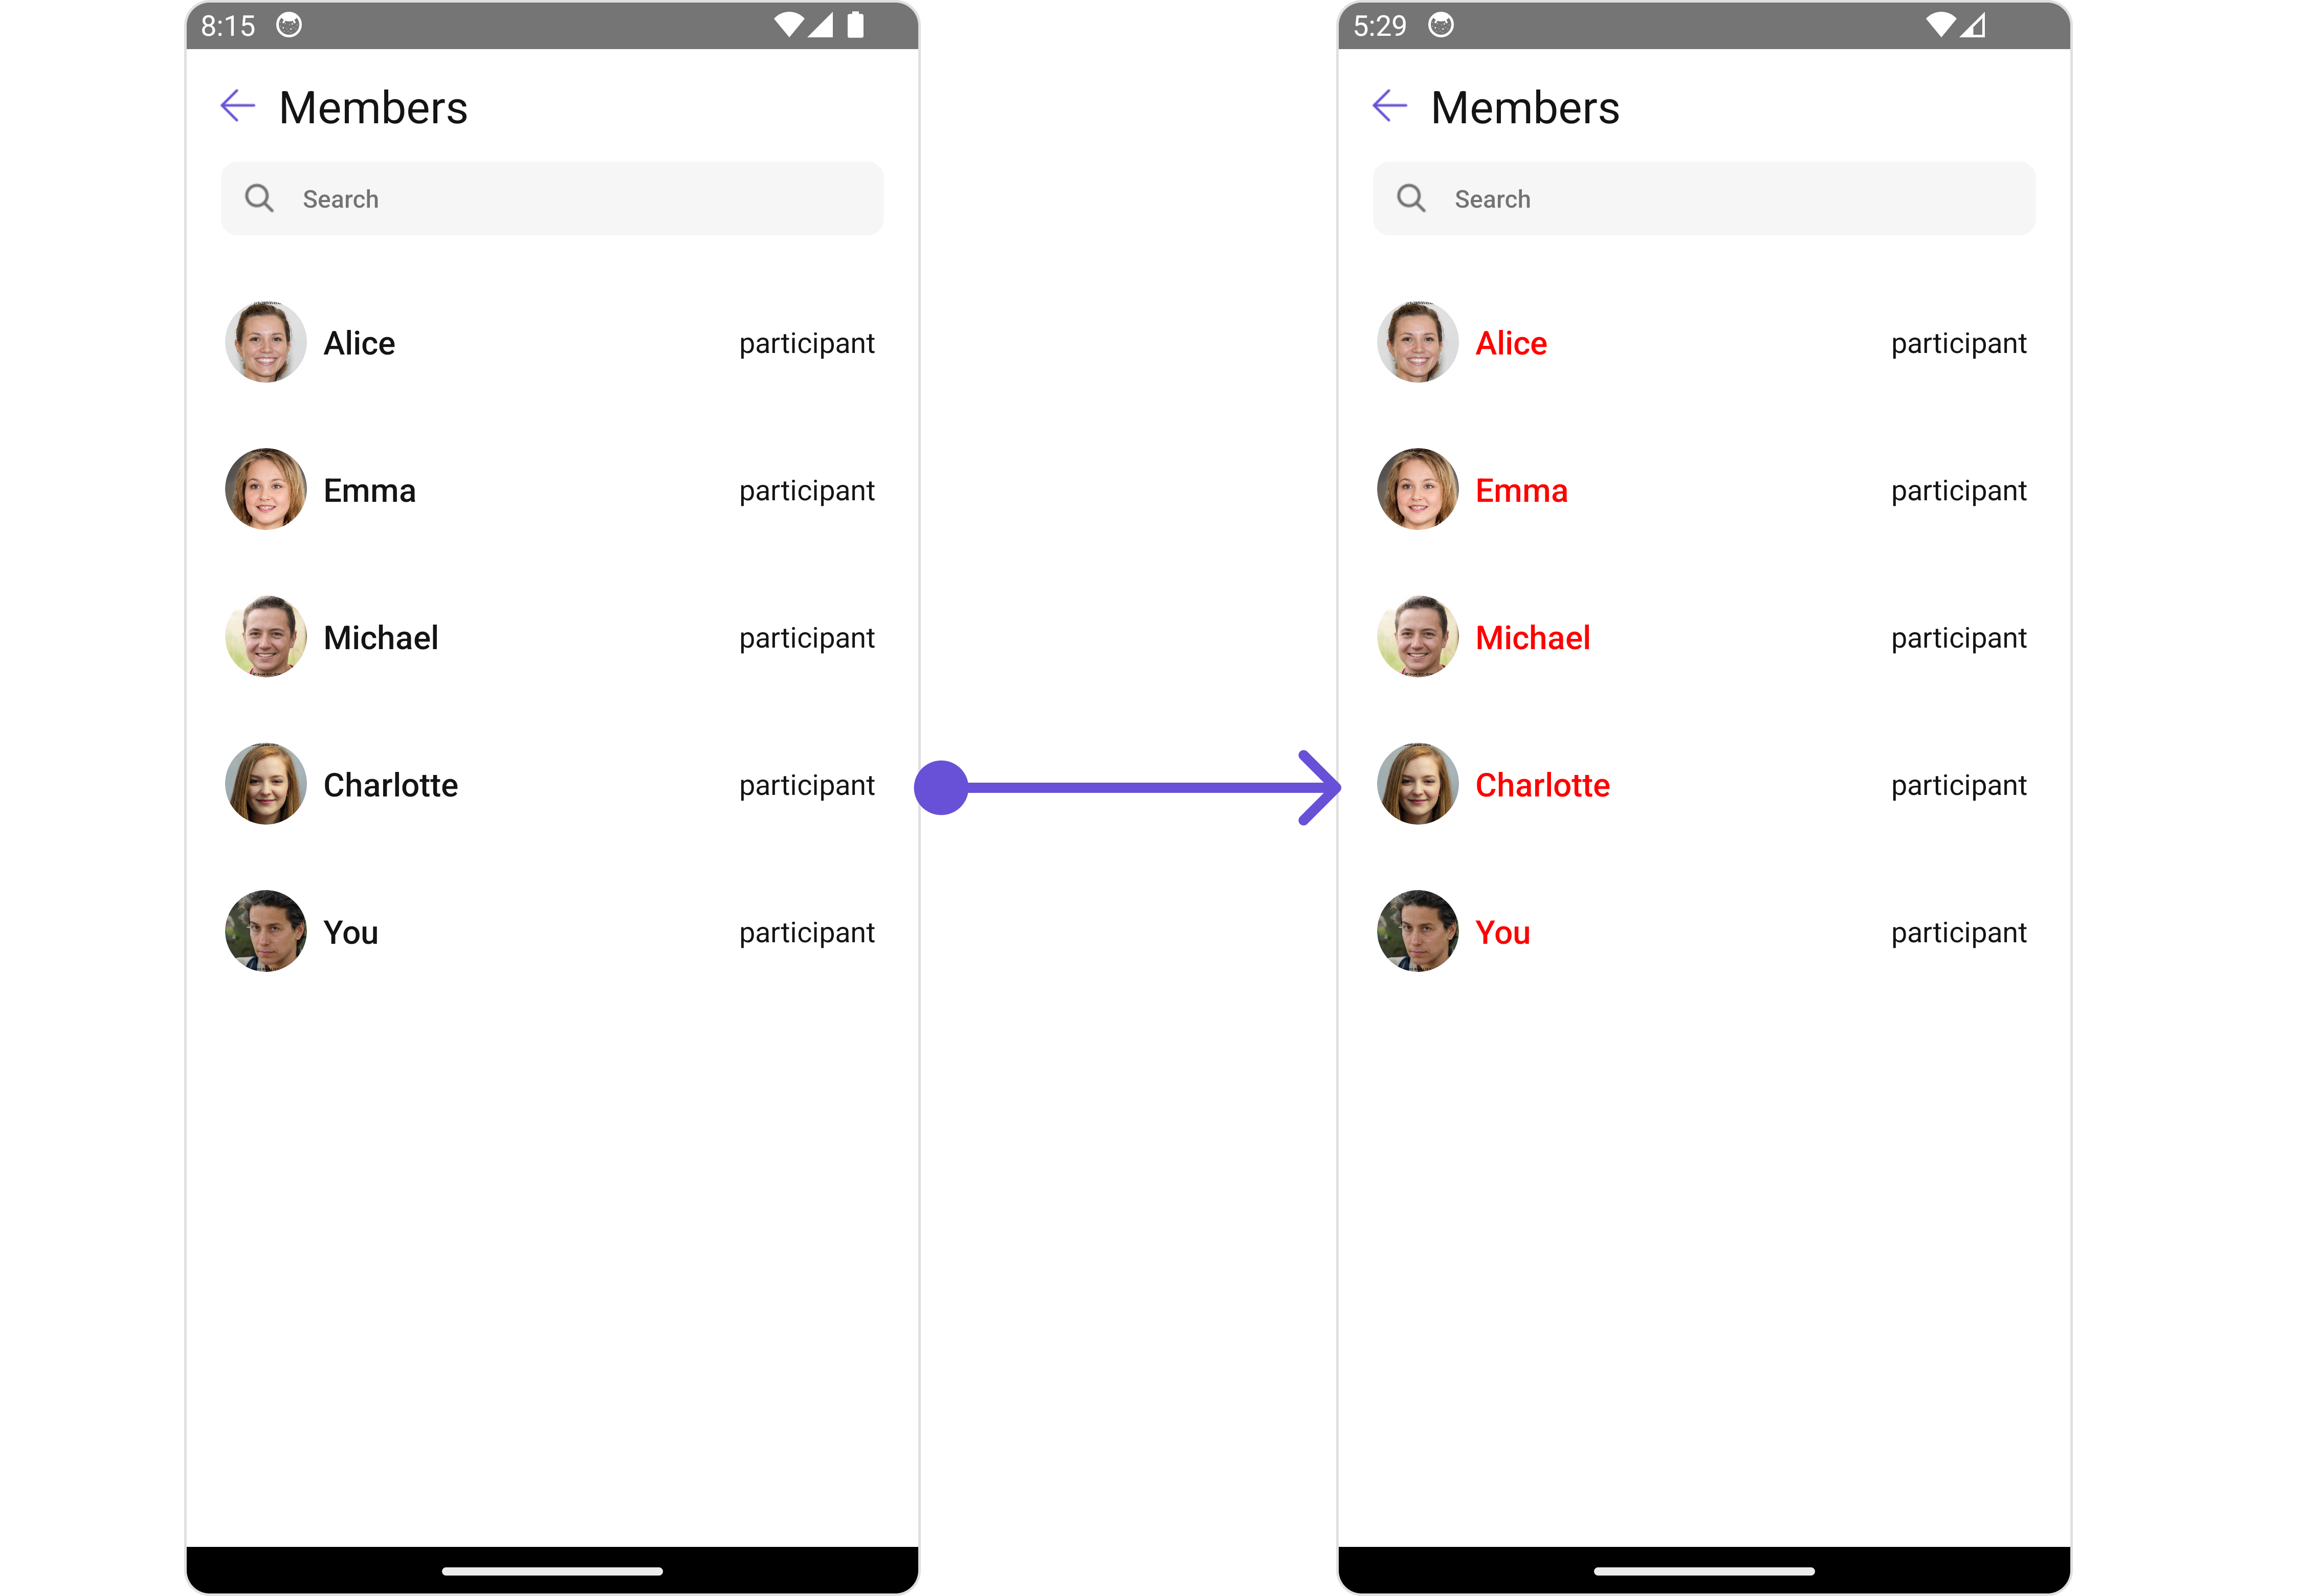 8:15
Members
Search
Alice participant
Emma participant
Michael participant
Charlotte participant
You participant
5:29
Members
Search
Alice participant
Emma participant
Michael participant
Charlotte participant
You participant